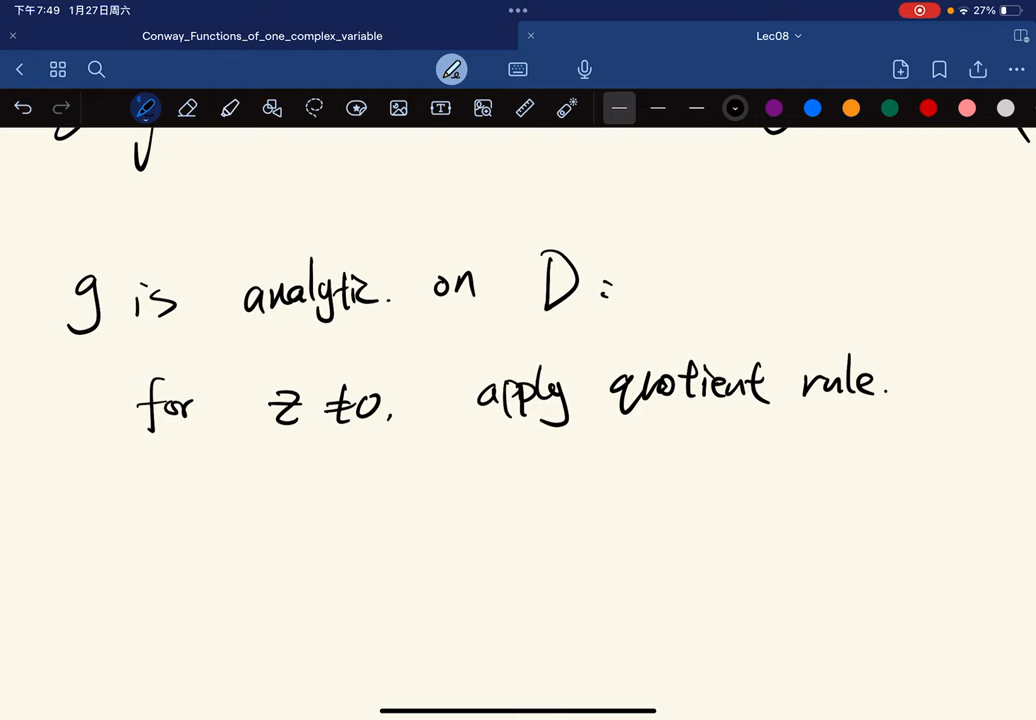 下午7:49 1月27日周六
27%
Conway_Functions_of_one_complex_variable
Lec08
g is analytic. on D:
for z ≠0, apply quotient rule.